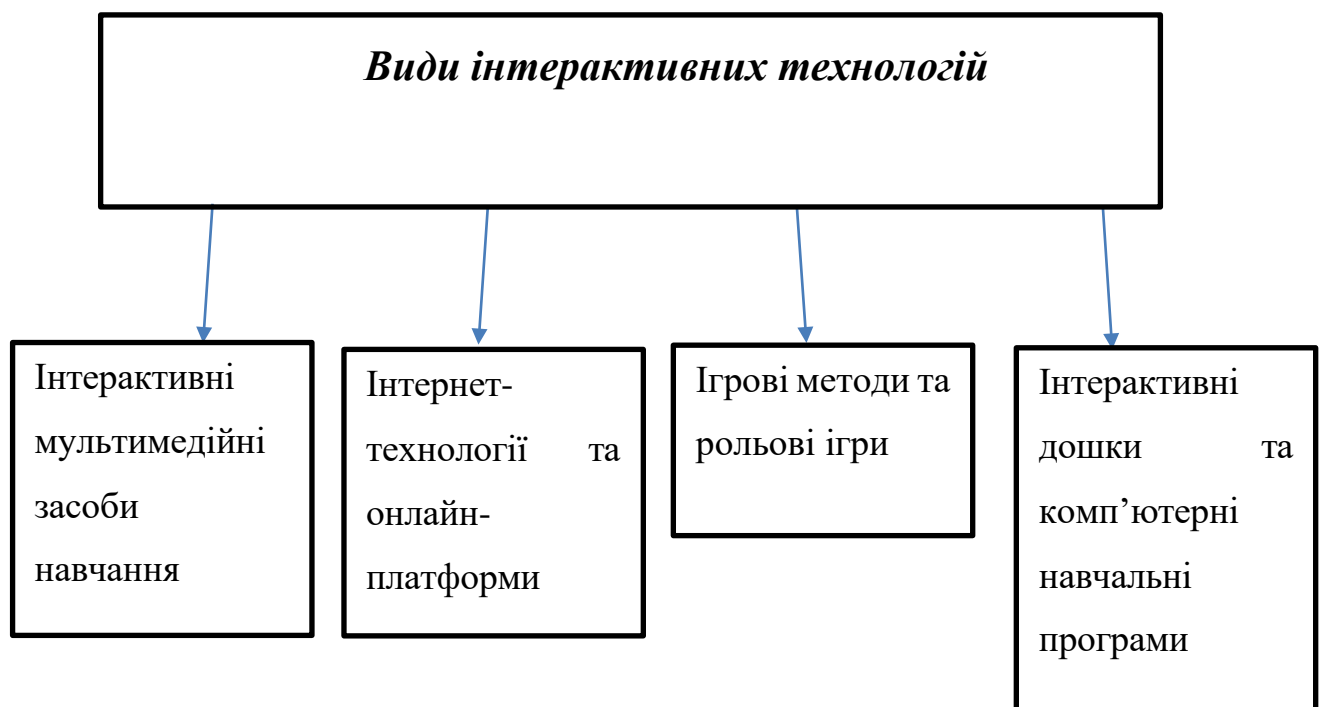 Види інтерактивних технологій
Інтерактивні
мультимедійні
засоби
навчання
Інтернет-
технології та
онлайн-
платформи
Ігрові методи та
рольові ігри
Інтерактивні
дошки та
комп’ютерні
навчальні
програми